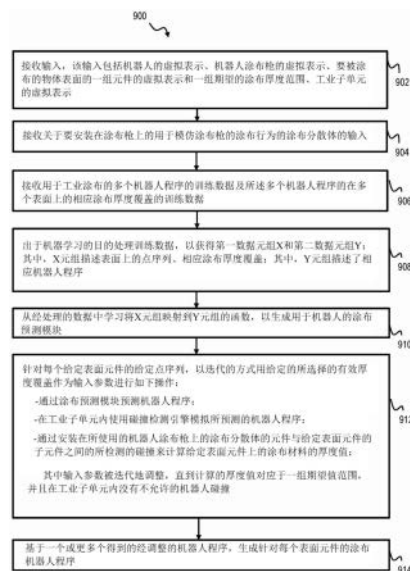 900
接收输入，该输入包括机器人的虚拟表示、机器人涂布枪的虚拟表示、要被涂
布的物体表面的一组元件的虚拟表示和一组期望的涂布厚度范围、工业子单元
的虚拟表示
902
接收关于要安装在涂布枪上的用于模仿涂布枪的涂布行为的涂布分散体的输入
904
接收用于工业涂布的多个机器人程序的训练数据及所述多个机器人程序的在多
个表面上的相应涂布厚度覆盖的训练数据
906
出于机器学习的目的处理训练数据，以获得第一数据元组X和第二数据元组Y；
其中，X元组描述表面上的点序列、相应涂布厚度覆盖；其中，Y元组描述了相
应机器人程序
908
从经处理的数据中学习将X元组映射到Y元组的函数，以生成用于机器人的涂布
预测模块
910
针对每个给定表面元件的给定点序列，以迭代的方式用给定的所选择的有效厚
度覆盖作为输入参数进行如下操作：
-通过涂布预测模块预测机器人程序；
-在工业子单元内使用碰撞检测引擎模拟所预测的机器人程序；
-通过安装在所使用的机器人涂布枪上的涂布分散体的元件与给定表面元件的
子元件之间的所检测的碰撞来计算给定表面元件上的涂布材料的厚度值；
其中输入参数被迭代地调整，直到计算的厚度值对应于一组期望值范围，
并且在工业子单元内没有不允许的机器人碰撞
912
基于一个或更多个得到的经调整的机器人程序，生成针对每个表面元件的涂布
机器人程序
914